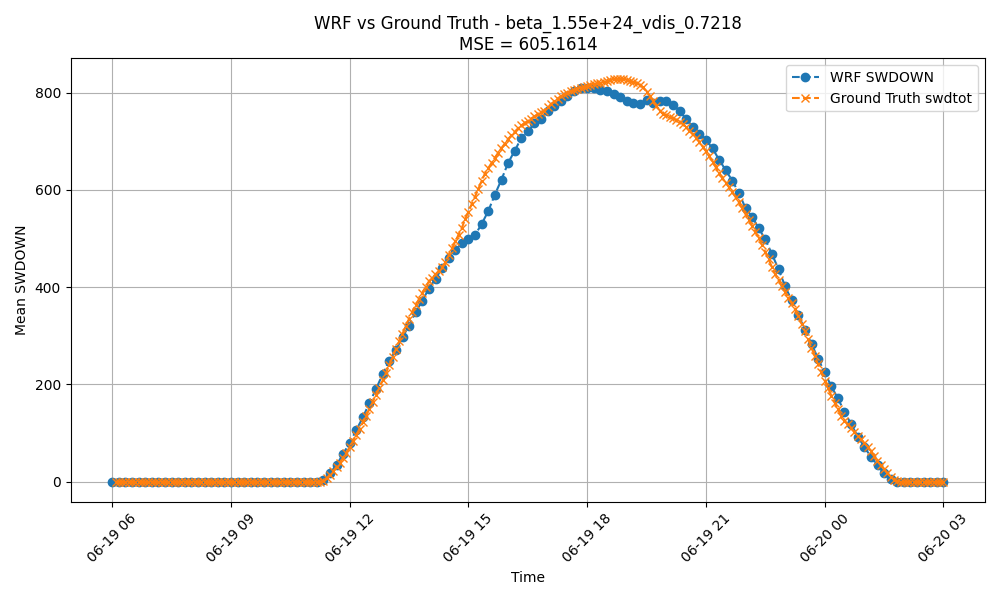 WRF vs Ground Truth - beta_1.55e+24_vdis_0.7218
MSE = 605.1614
WRF SWDOWN
Ground Truth swdtot
Mean SWDOWN
800
600
400
200
0
06-19 06
06-19 09
06-19 12
06-19 15
06-19 18
06-19 21
06-20 00
06-20 03
Time